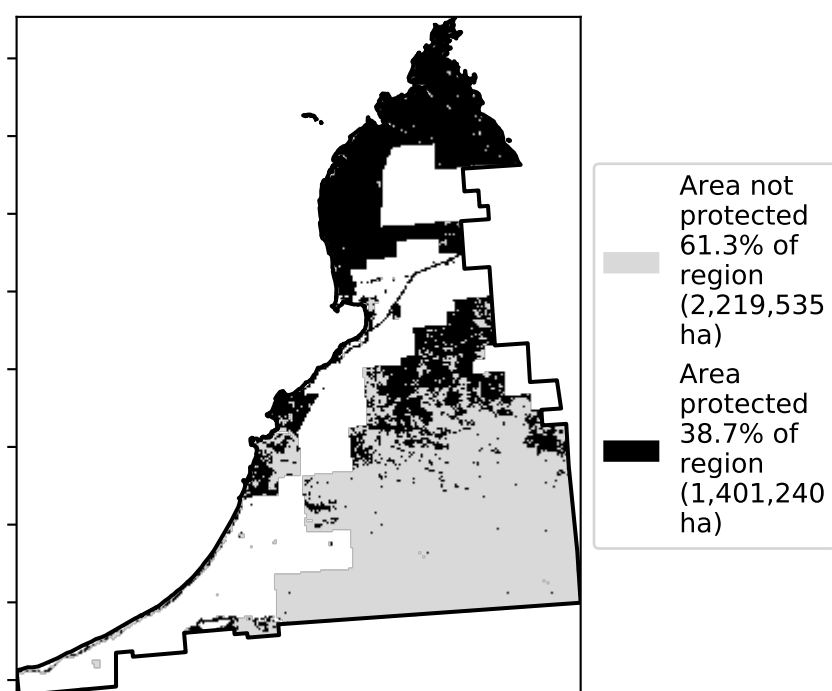 Area not
protected
61.3% of
region
(2,219,535
ha)
Area
protected
38.7% of
region
(1,401,240
ha)